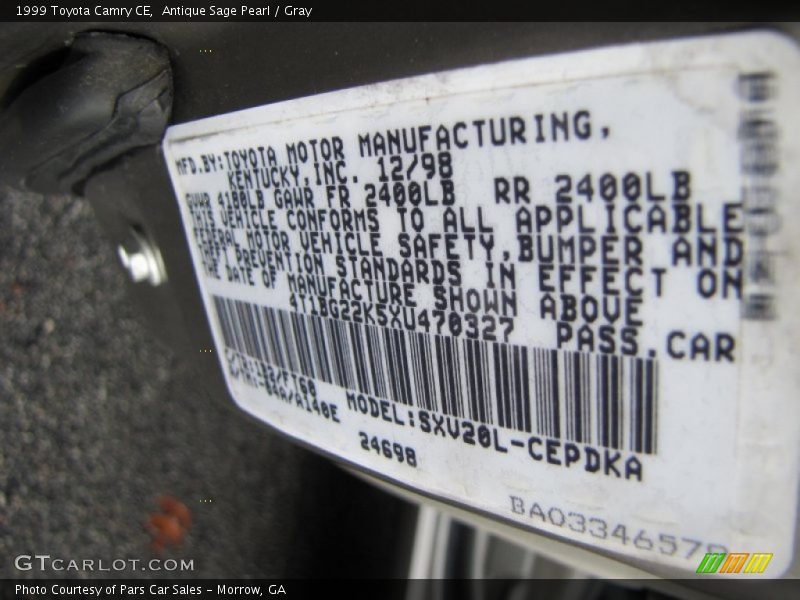 1999 Toyota Camry CE,  Antique Sage Pearl / Gray
MFD.BY:TOYOTA MOTOR MANUFACTURING,
KENTUCKY,INC. 12/98
GVWR 4180LB GAWR FR 2400LB RR 2400LB
THIS VEHICLE CONFORMS TO ALL APPLICABLE
FEDERAL MOTOR VEHICLE SAFETY,BUMPER AND
THEFT PREVENTION STANDARDS IN EFFECT ON
THE DATE OF MANUFACTURE SHOWN ABOVE
4T1BG22K5XU470327 PASS.CAR
MODEL:SXV20L-CEPDKA
24698
BA0334657
GTCARLOT.COM
Photo Courtesy of Pars Car Sales - Morrow, GA